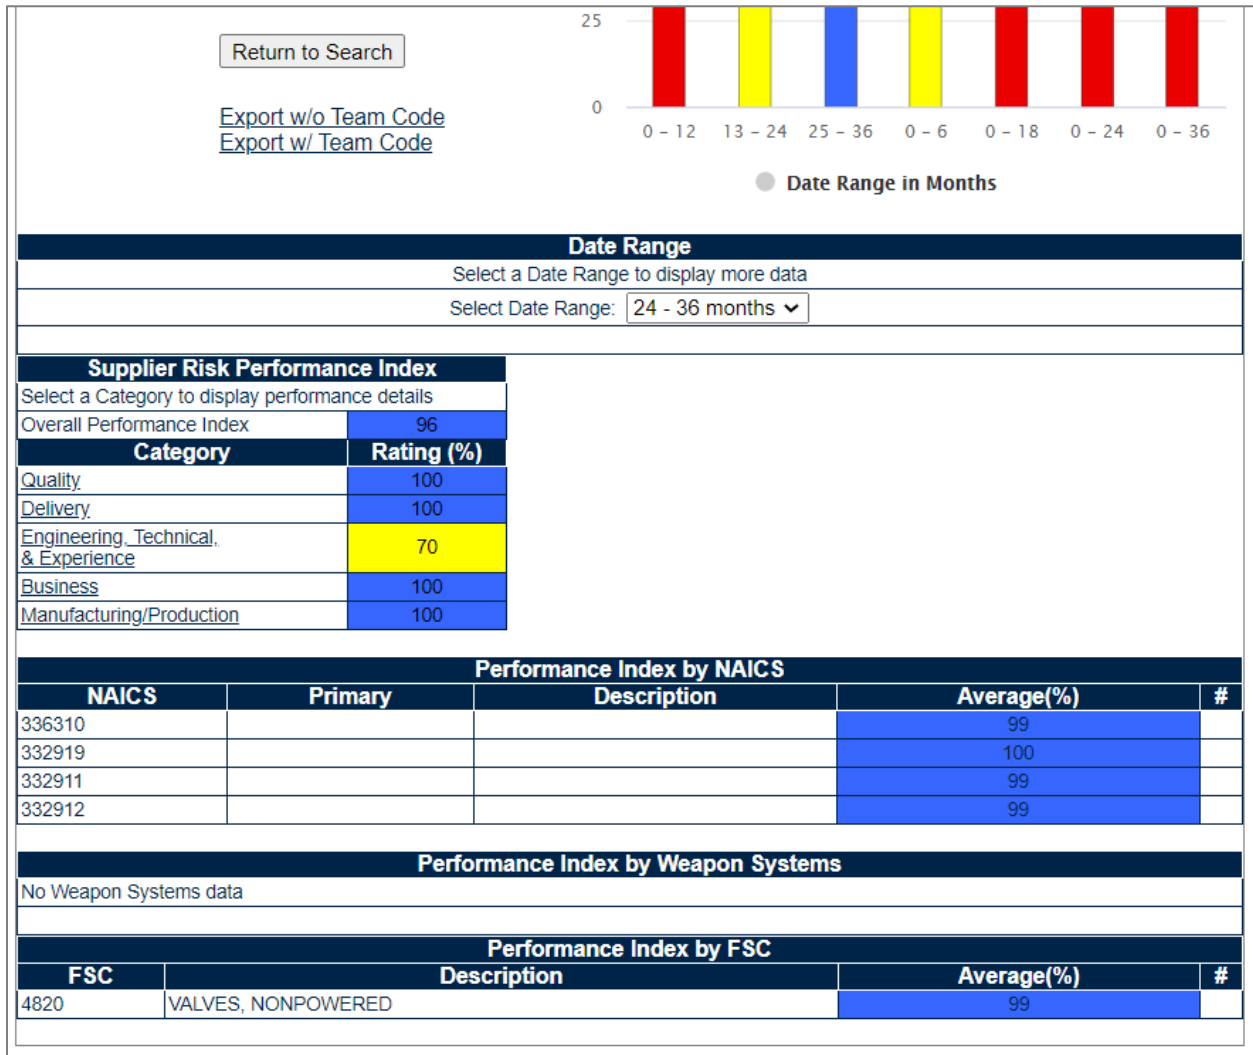 25
Return to Search
Export w/o Team Code
Export w/ Team Code
0
0 – 12 13 – 24 25 – 36 0 – 6 0 – 18 0 – 24 0 – 36
Date Range in Months
Date Range
Select a Date Range to display more data
Select Date Range: 24 - 36 months
Supplier Risk Performance Index
Select a Category to display performance details
Overall Performance Index 96
Category Rating (%)
Quality 100
Delivery 100
Engineering, Technical,
& Experience 70
Business 100
Manufacturing/Production 100
Performance Index by NAICS
NAICS Primary Description Average(%) #
336310 99
332919 100
332911 99
332912 99
Performance Index by Weapon Systems
No Weapon Systems data
Performance Index by FSC
FSC Description Average(%) #
4820 VALVES, NONPOWERED 99